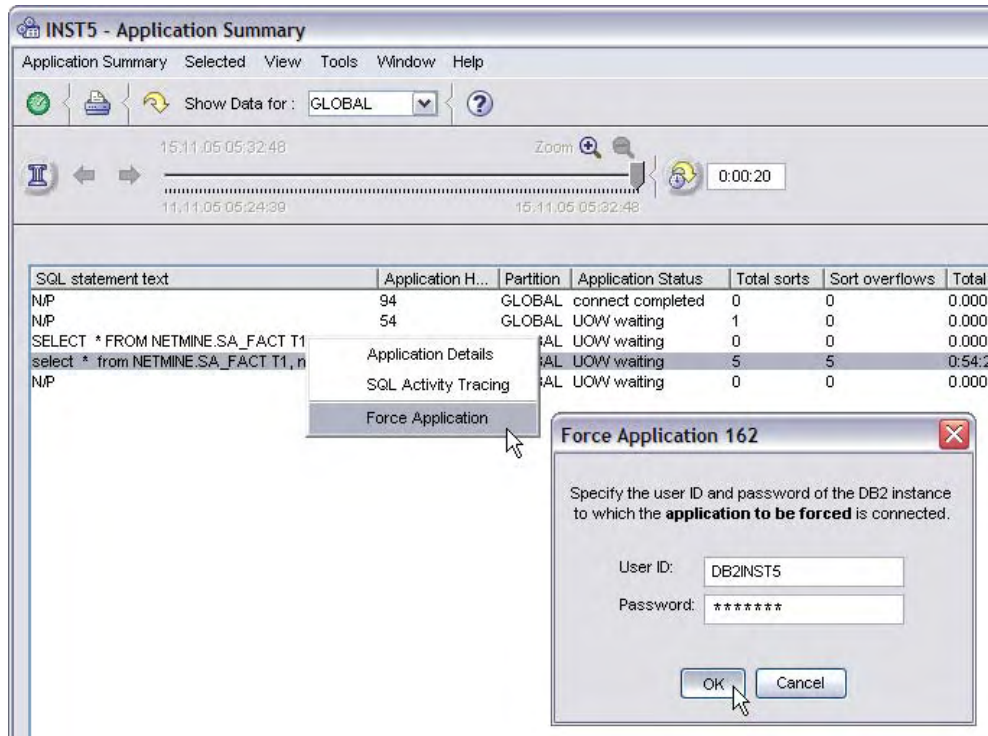 INST5 - Application Summary
Application Summary Selected View Tools Window Help
Show Data for : GLOBAL
15.11.05 05:32:48 Zoom
0:00:20
11.11.05 05:24:39 15.11.05 05:32:48
SQL statement text Application H... Partition Application Status Total sorts Sort overflows Total
N/P 94 GLOBAL connect completed 0 0 0.000
N/P 54 GLOBAL UOW waiting 1 0 0.000
SELECT * FROM NETMINE.SA_FACT T1 AL UOW waiting 0 0 0.000
select * from NETMINE.SA_FACT T1, n AL UOW waiting 5 5 0:54:2
N/P AL UOW waiting 0 0 0.000
Application Details
SQL Activity Tracing
Force Application
Force Application 162
Specify the user ID and password of the DB2 instance
to which the application to be forced is connected.
User ID: DB2INST5
Password: *******
OK Cancel